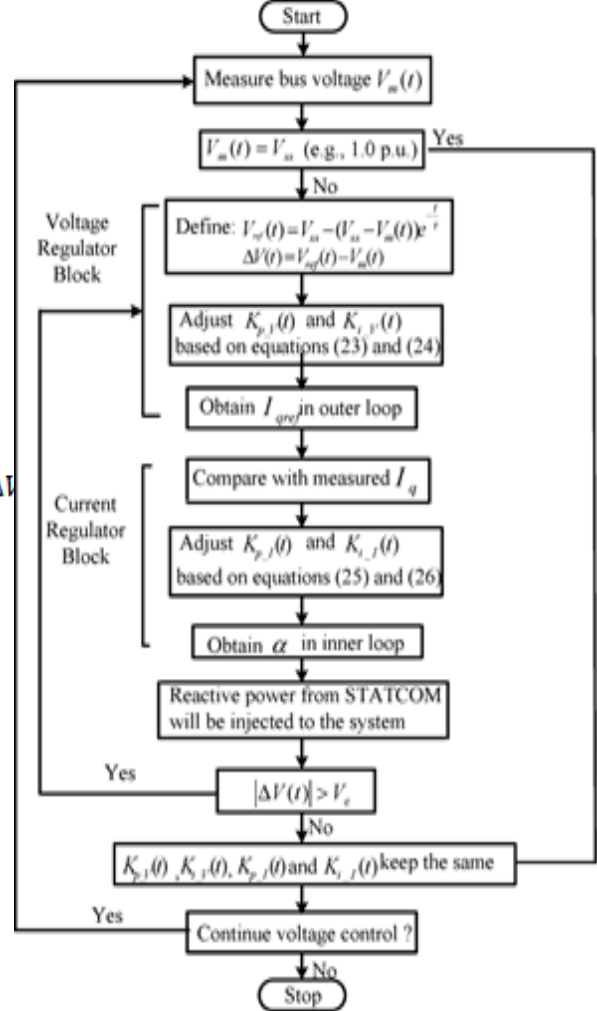 Start
Measure bus voltage V_m(t)
V_m(t) = V_ss (e.g., 1.0 p.u.)
Yes
No
Voltage
Regulator
Block
Define: V_ref(t)=V_ss−(V_ss−V_m(t))e^(−t/τ)
ΔV(t)=V_ref(t)−V_m(t)
Adjust K_p_V(t) and K_i_V(t)
based on equations (23) and (24)
Obtain I_qref in outer loop
ΔV
Current
Regulator
Block
Compare with measured I_q
Adjust K_p_I(t) and K_i_I(t)
based on equations (25) and (26)
Obtain α in inner loop
Reactive power from STATCOM
will be injected to the system
Yes
|ΔV(t)| > V_ε
No
K_p_V(t) , K_i_V(t), K_p_I(t) and K_i_I(t) keep the same
Yes
Continue voltage control ?
No
Stop